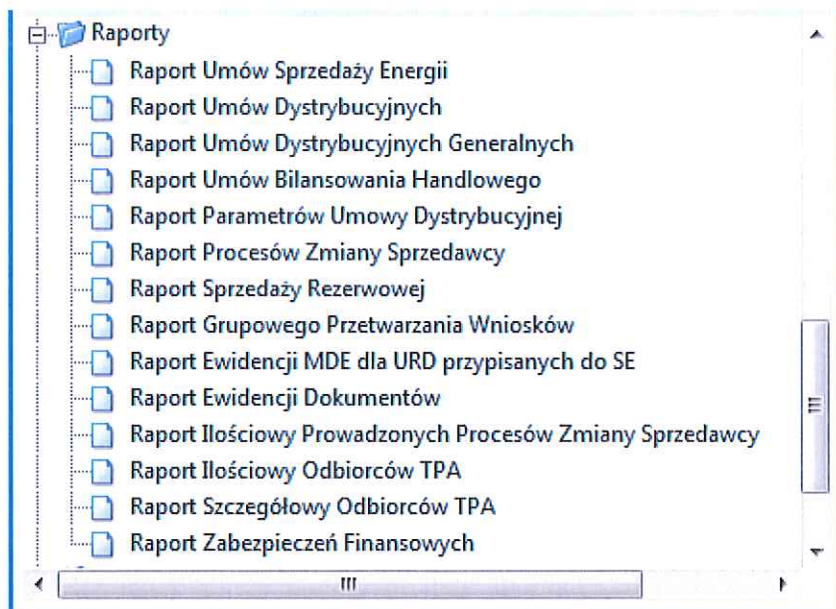 Raporty
Raport Umów Sprzedaży Energii
Raport Umów Dystrybucyjnych
Raport Umów Dystrybucyjnych Generalnych
Raport Umów Bilansowania Handlowego
Raport Parametrów Umowy Dystrybucyjnej
Raport Procesów Zmiany Sprzedawcy
Raport Sprzedaży Rezerwowej
Raport Grupowego Przetwarzania Wniosków
Raport Ewidencji MDE dla URD przypisanych do SE
Raport Ewidencji Dokumentów
Raport Ilościowy Prowadzonych Procesów Zmiany Sprzedawcy
Raport Ilościowy Odbiorców TPA
Raport Szczegółowy Odbiorców TPA
Raport Zabezpieczeń Finansowych